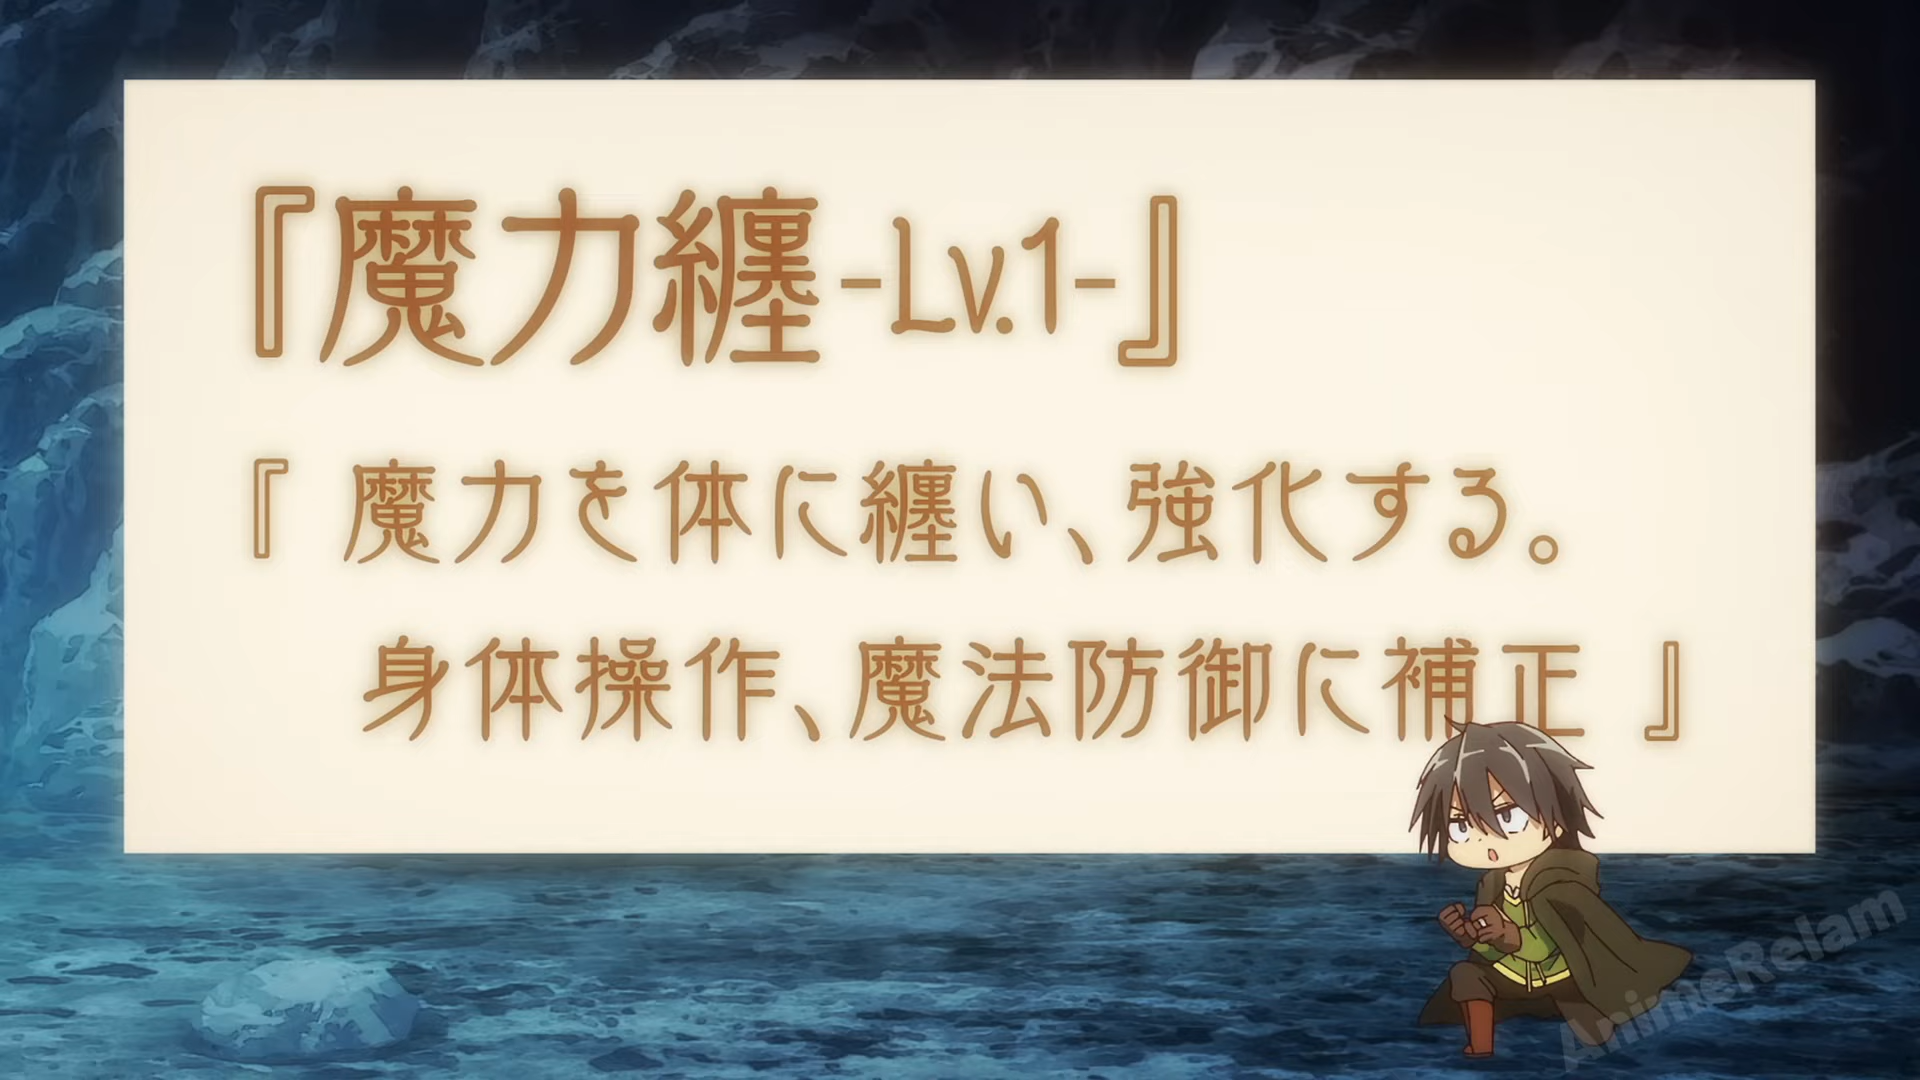 『魔力纏-Lv.1-』
『 魔力を体に纏い、強化する。
身体操作、魔法防御に補正 』
AnimeRelam